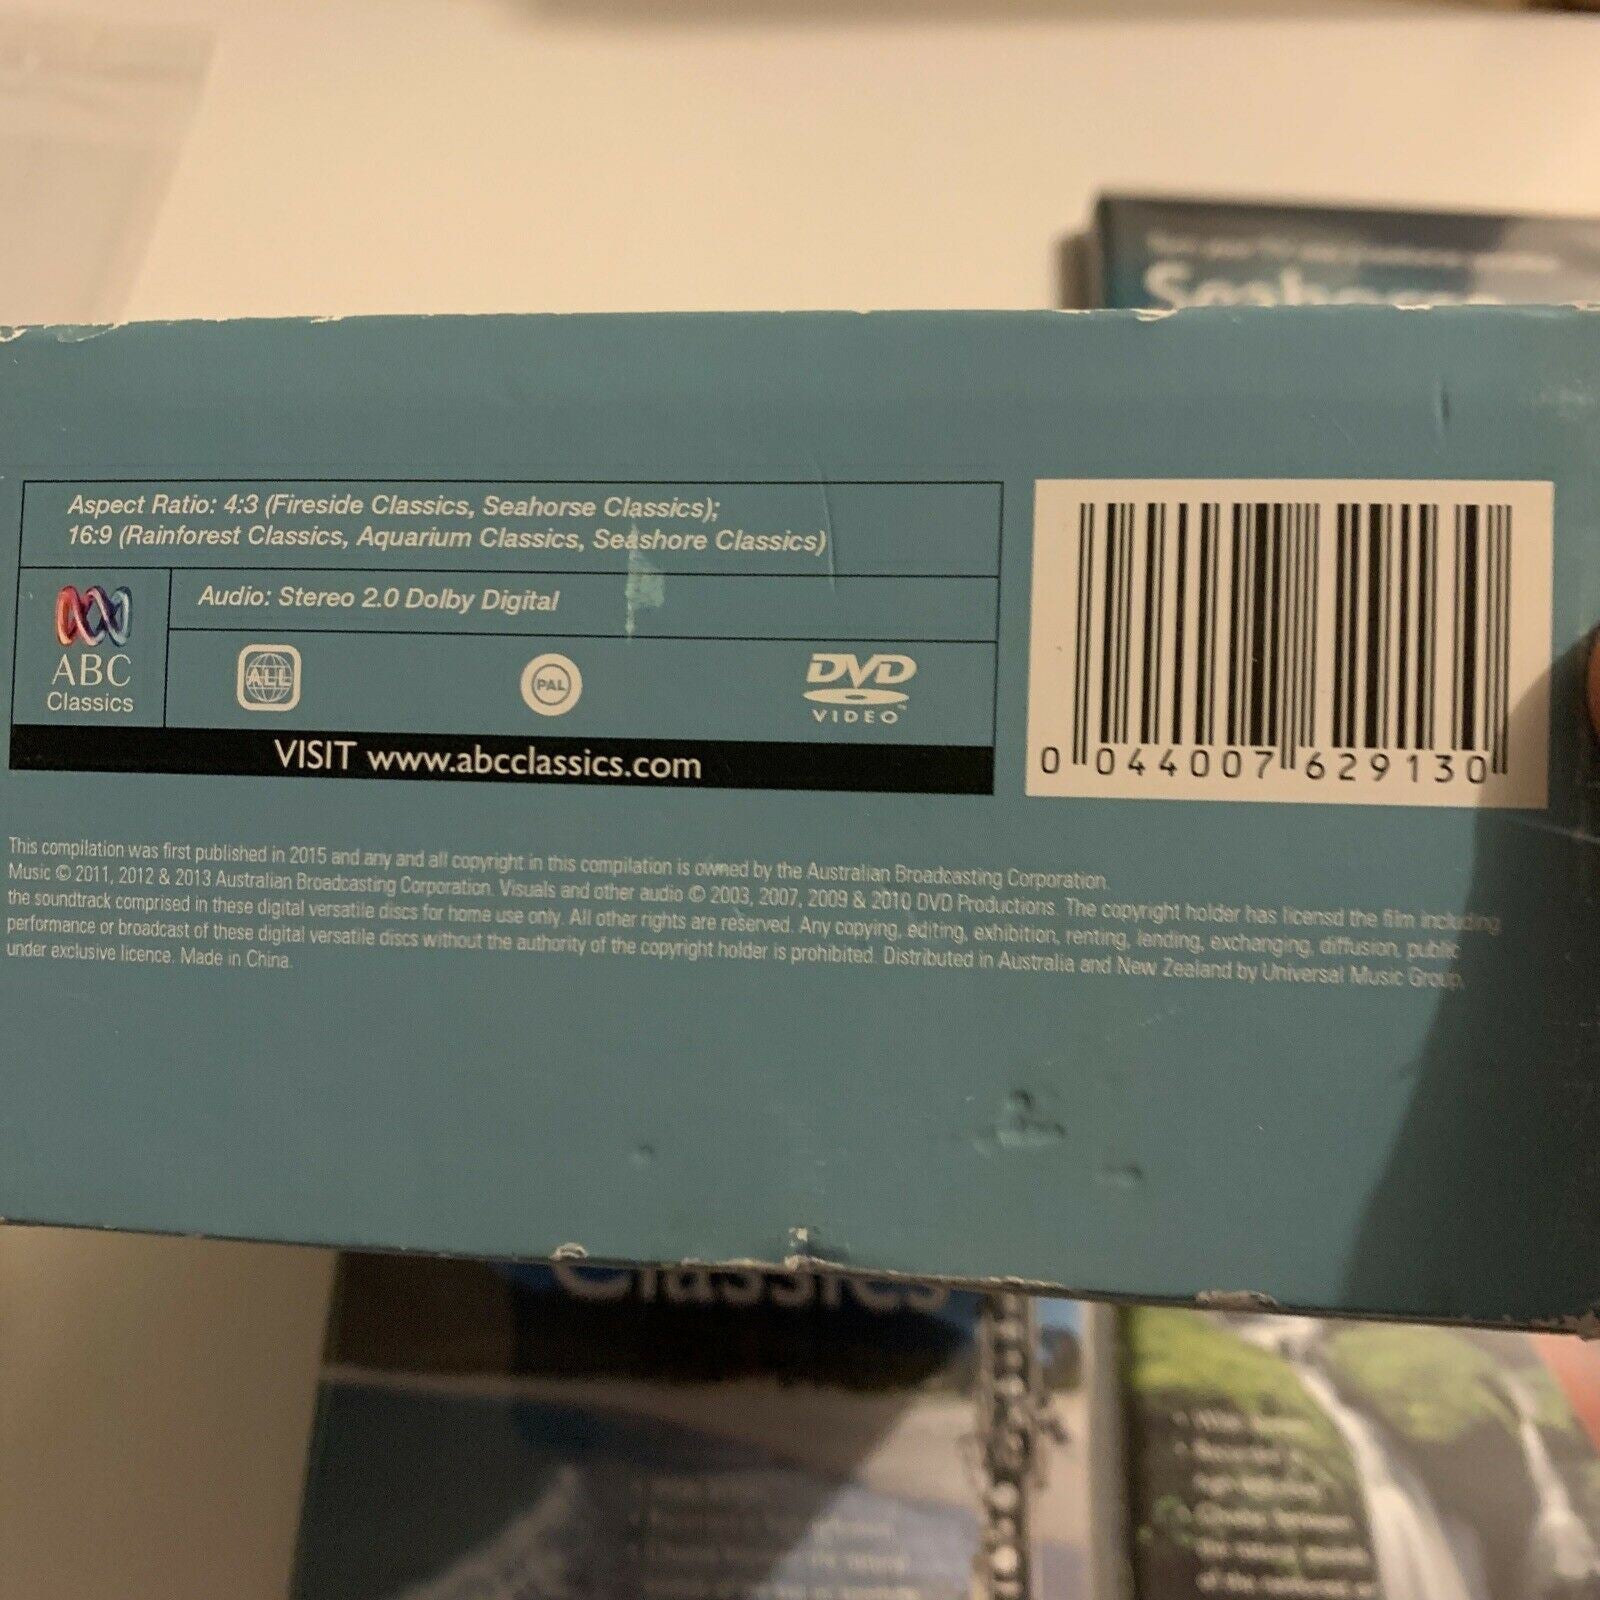 Aspect Ratio: 4:3 (Fireside Classics, Seahorse Classics);
16:9 (Rainforest Classics, Aquarium Classics, Seashore Classics)
Audio: Stereo 2.0 Dolby Digital
ABC
Classics
ALL
PAL
DVD
VIDEO™
VISIT www.abcclassics.com
0 044007 629130
This compilation was first published in 2015 and any and all copyright in this compilation is owned by the Australian Broadcasting Corporation.
Music © 2011, 2012 & 2013 Australian Broadcasting Corporation. Visuals and other audio © 2003, 2007, 2009 & 2010 DVD Productions. The copyright holder has licensd the film including
the soundtrack comprised in these digital versatile discs for home use only. All other rights are reserved. Any copying, editing, exhibition, renting, lending, exchanging, diffusion, public
performance or broadcast of these digital versatile discs without the authority of the copyright holder is prohibited. Distributed in Australia and New Zealand by Universal Music Group,
under exclusive licence. Made in China.
Classics